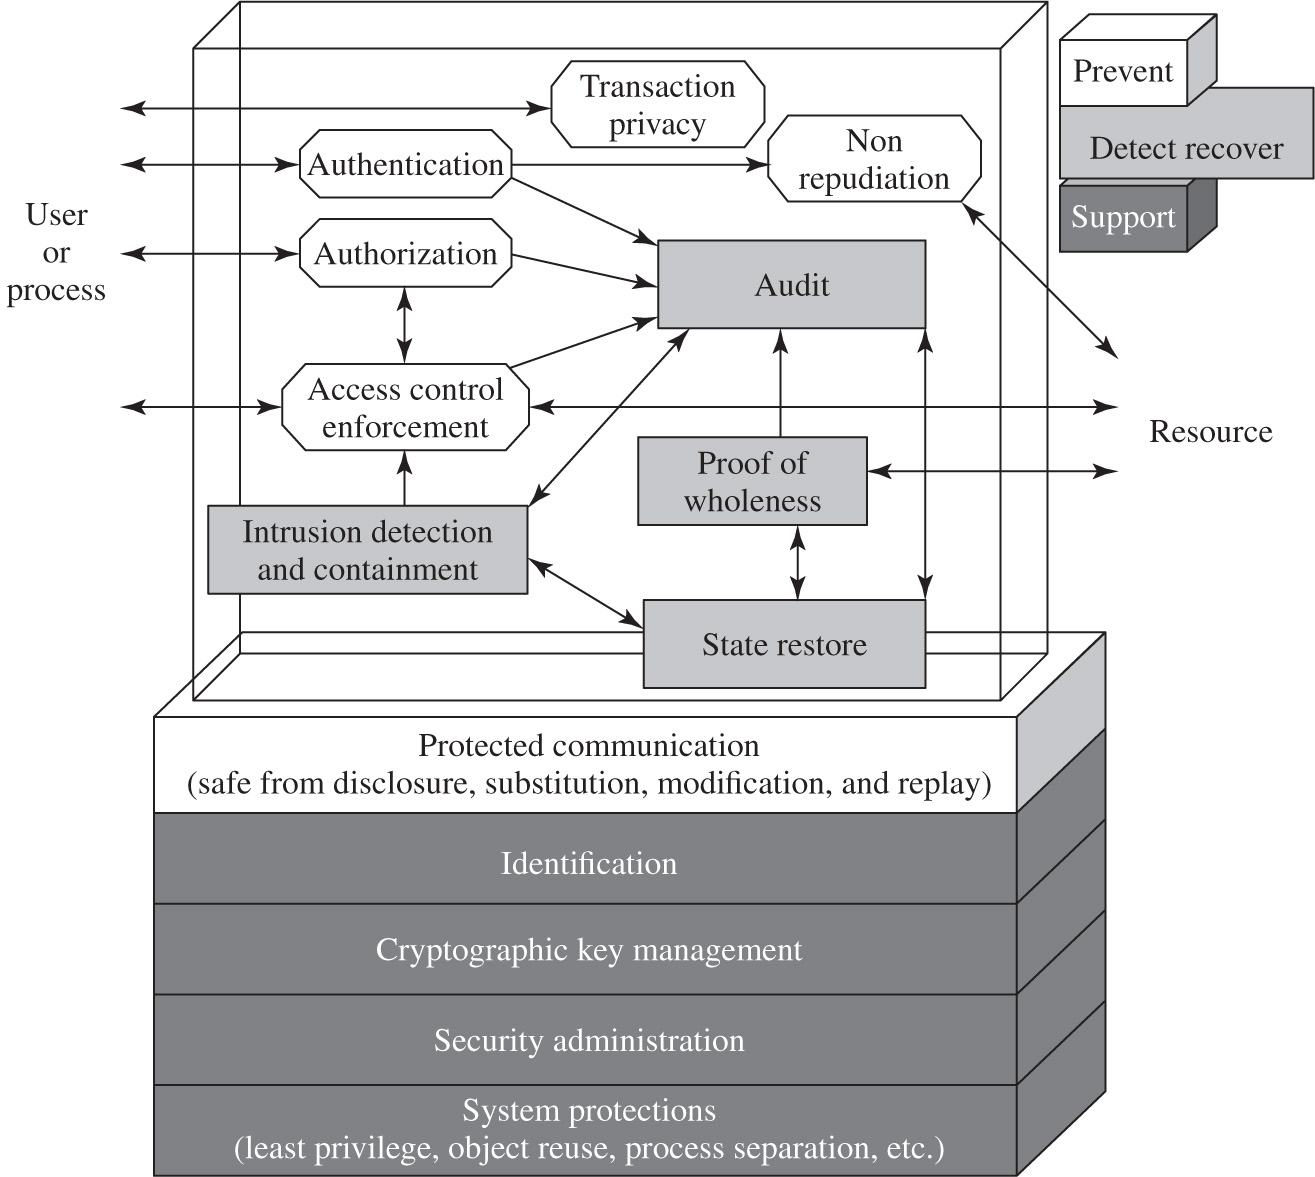 Transaction
privacy
Prevent
Non
repudiation
Detect recover
Authentication
Support
User
or
process
Authorization
Audit
Access control
enforcement
Resource
Proof of
wholeness
Intrusion detection
and containment
State restore
Protected communication
(safe from disclosure, substitution, modification, and replay)
Identification
Cryptographic key management
Security administration
System protections
(least privilege, object reuse, process separation, etc.)